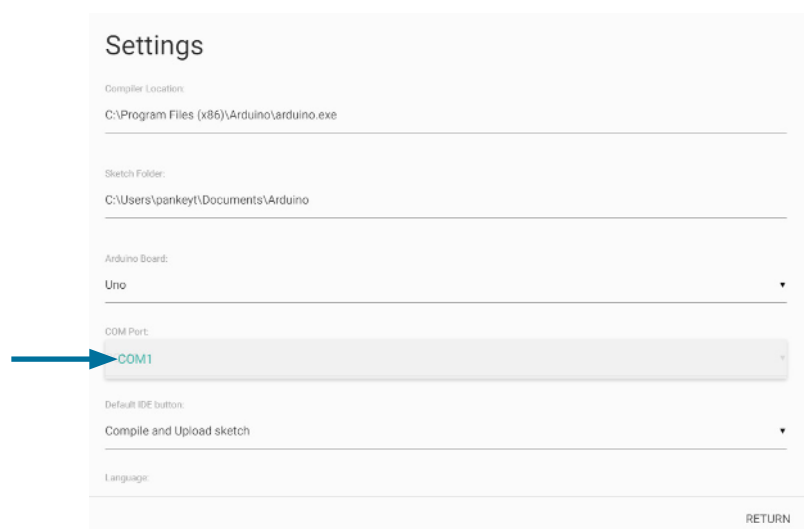 Settings
Compiler Location:
C:\Program Files (x86)\Arduino\arduino.exe
Sketch Folder:
C:\Users\pankeyt\Documents\Arduino
Arduino Board:
Uno
COM Port:
COM1
Default IDE button:
Compile and Upload sketch
Language:
RETURN